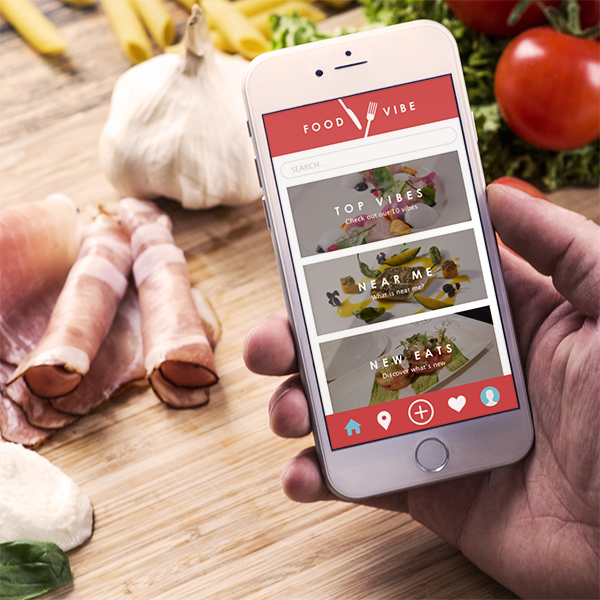 FOOD VIBE
SEARCH...
TOP VIBES
Check out our 10 vibes
NEAR ME
What is near me?
NEW EATS
Discover what's new